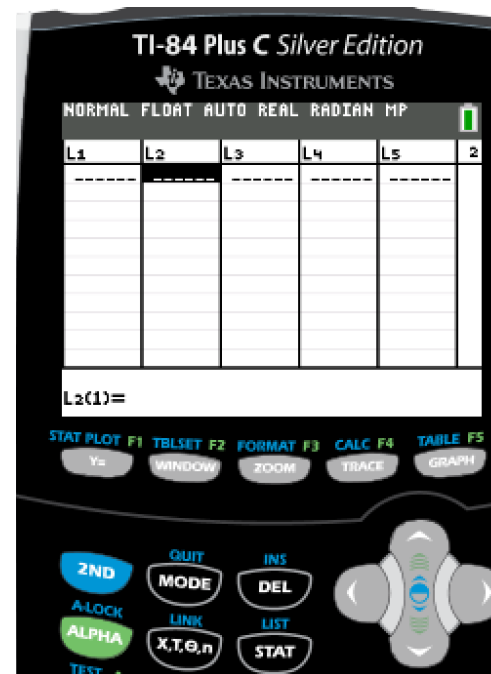 TI-84 Plus C Silver Edition
TEXAS INSTRUMENTS
NORMAL FLOAT AUTO REAL RADIAN MP
L1 L2 L3 L4 L5 2
------ ------ ------ ------ ------
L2(1)=
STAT PLOT F1 TBLSET F2 FORMAT F3 CALC F4 TABLE F5
Y= WINDOW ZOOM TRACE GRAPH
QUIT INS
2ND MODE DEL
A-LOCK LINK LIST
ALPHA X,T,Θ,n STAT
TEST